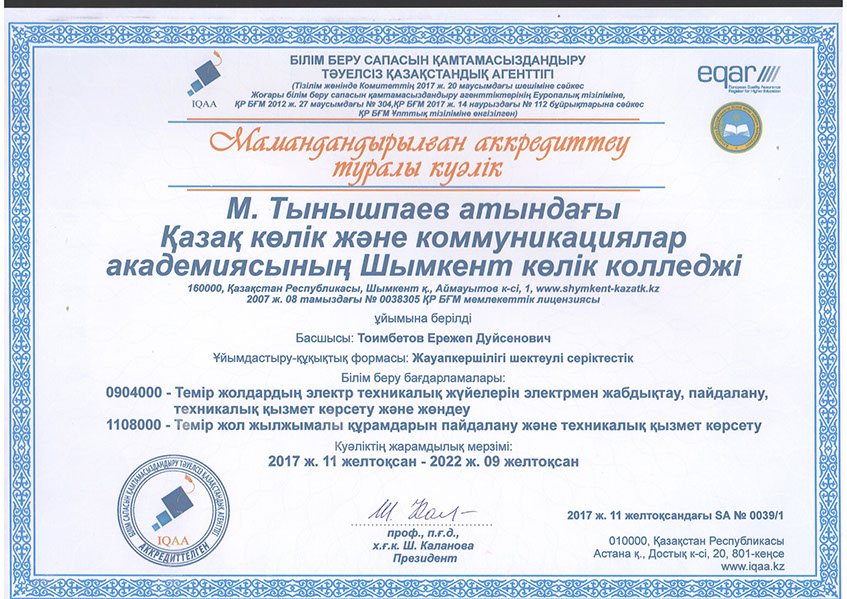 БІЛІМ БЕРУ САПАСЫН ҚАМТАМАСЫЗДАНДЫРУ
ТӘУЕЛСІЗ ҚАЗАҚСТАНДЫҚ АГЕНТТІГІ
(Тізілім жөнінде Комитеттің 2017 ж. 20 маусымдағы шешіміне сәйкес
Жоғары білім беру сапасын қамтамасыздандыру агенттіктерінің Еуропалық тізіліміне,
ҚР БҒМ 2012 ж. 27 маусымдағы № 304,ҚР БҒМ 2017 ж. 14 наурыздағы № 112 бұйрықтарына сәйкес
ҚР БҒМ Ұлттық тізіліміне енгізілген)
IQAA
eqar////
European Quality Assurance
Register for Higher Education
Мамандандырылған аккредиттеу
туралы куәлік
М. Тынышпаев атындағы
Қазақ көлік және коммуникациялар
академиясының Шымкент көлік колледжі
160000, Қазақстан Республикасы, Шымкент қ., Аймауытов к-сі, 1, www.shymkent-kazatk.kz
2007 ж. 08 тамыздағы № 0038305 ҚР БҒМ мемлекеттік лицензиясы
ұйымына берілді
Басшысы: Тоимбетов Ережеп Дуйсенович
Ұйымдастыру-құқықтық формасы: Жауапкершілігі шектеулі серіктестік
Білім беру бағдарламалары:
0904000 - Темір жолдардың электр техникалық жүйелерін электрмен жабдықтау, пайдалану,
техникалық қызмет көрсету және жөндеу
1108000 - Темір жол жылжымалы құрамдарын пайдалану және техникалық қызмет көрсету
Куәліктің жарамдылық мерзімі:
2017 ж. 11 желтоқсан - 2022 ж. 09 желтоқсан
БІЛІМ САПАСЫН ҚАМТАМАСЫЗДАНДЫРУ ТӘУЕЛСІЗ ҚАЗАҚСТАНДЫҚ АГЕНТТІГІ
IQAA
АККРЕДИТТЕЛГЕН
проф., п.ғ.д.,
х.ғ.к. Ш. Каланова
Президент
2017 ж. 11 желтоқсандағы SA № 0039/1
010000, Қазақстан Республикасы
Астана қ., Достық к-сі, 20, 801-кеңсе
www.iqaa.kz